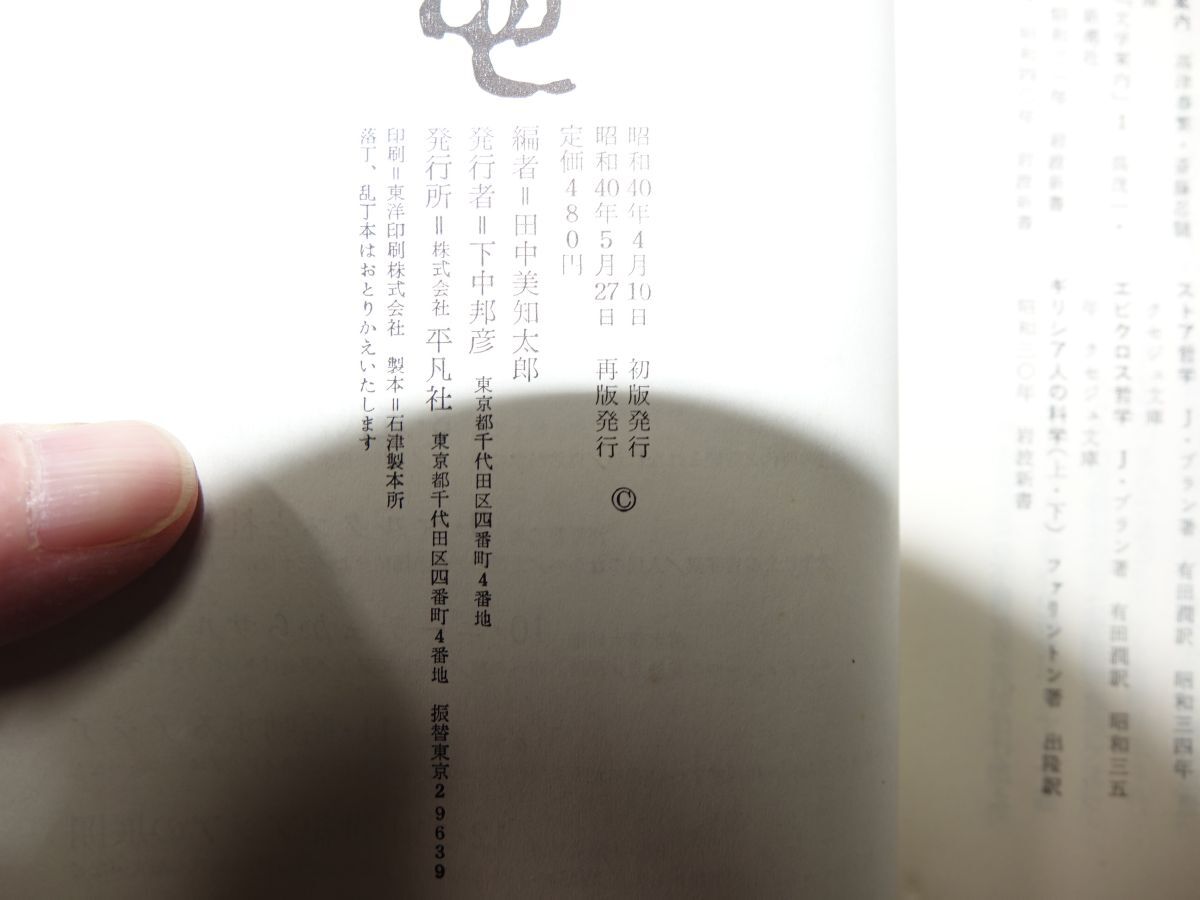 ストア哲学 J・ブラン著 有田潤訳 昭和三四年
クセジュ文庫
エピクロス哲学 J・ブラン著 有田潤訳 昭和三五
年 クセジュ文庫
ギリシア人の科学(上・下) ファリントン著 出隆訳
昭和三〇年 岩波新書
昭和40年4月10日 初版発行
昭和40年5月27日 再版発行 ©
定価480円
編者=田中美知太郎
発行者=下中邦彦 東京都千代田区四番町4番地
発行所=株式会社 平凡社 東京都千代田区四番町4番地 振替東京29639
印刷=東洋印刷株式会社 製本=石津製本所
落丁、乱丁本はおとりかえいたします